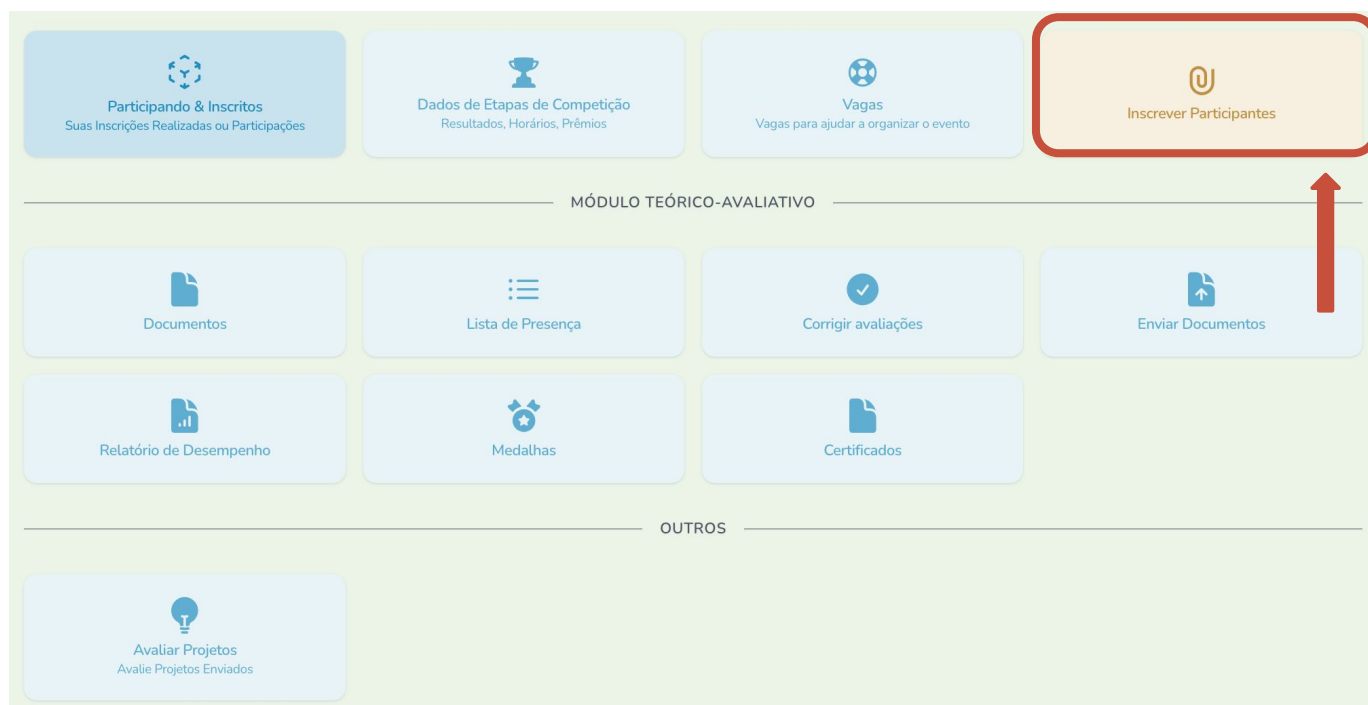 Participando & Inscritos
Suas Inscrições Realizadas ou Participações
Dados de Etapas de Competição
Resultados, Horários, Prêmios
Vagas
Vagas para ajudar a organizar o evento
Inscrever Participantes
MÓDULO TEÓRICO-AVALIATIVO
Documentos
Lista de Presença
Corrigir avaliações
Enviar Documentos
Relatório de Desempenho
Medalhas
Certificados
OUTROS
Avaliar Projetos
Avalie Projetos Enviados